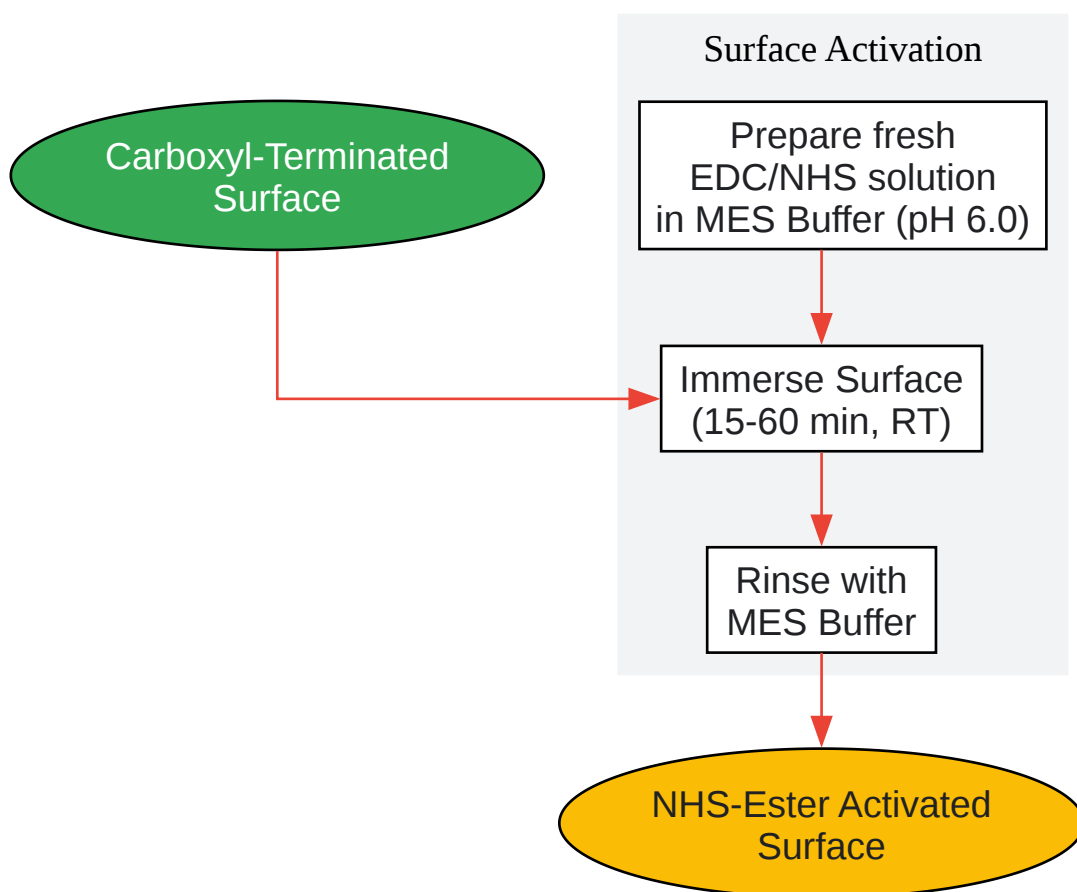 Surface Activation
Carboxyl-Terminated
Surface
Prepare fresh
EDC/NHS solution
in MES Buffer (pH 6.0)
Immerse Surface
(15-60 min, RT)
Rinse with
MES Buffer
NHS-Ester Activated
Surface